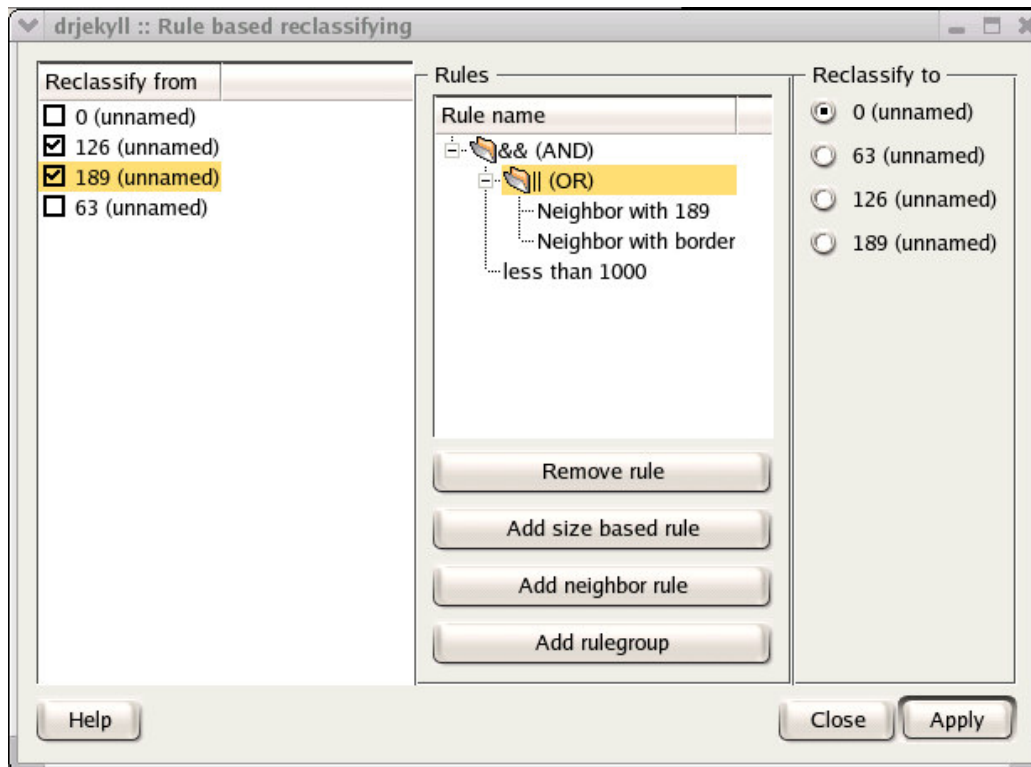 drjekyll :: Rule based reclassifying
Reclassify from
0 (unnamed)
126 (unnamed)
189 (unnamed)
63 (unnamed)
Rules
Rule name
&& (AND)
|| (OR)
Neighbor with 189
Neighbor with border
less than 1000
Remove rule
Add size based rule
Add neighbor rule
Add rulegroup
Reclassify to
0 (unnamed)
63 (unnamed)
126 (unnamed)
189 (unnamed)
Help
Close
Apply